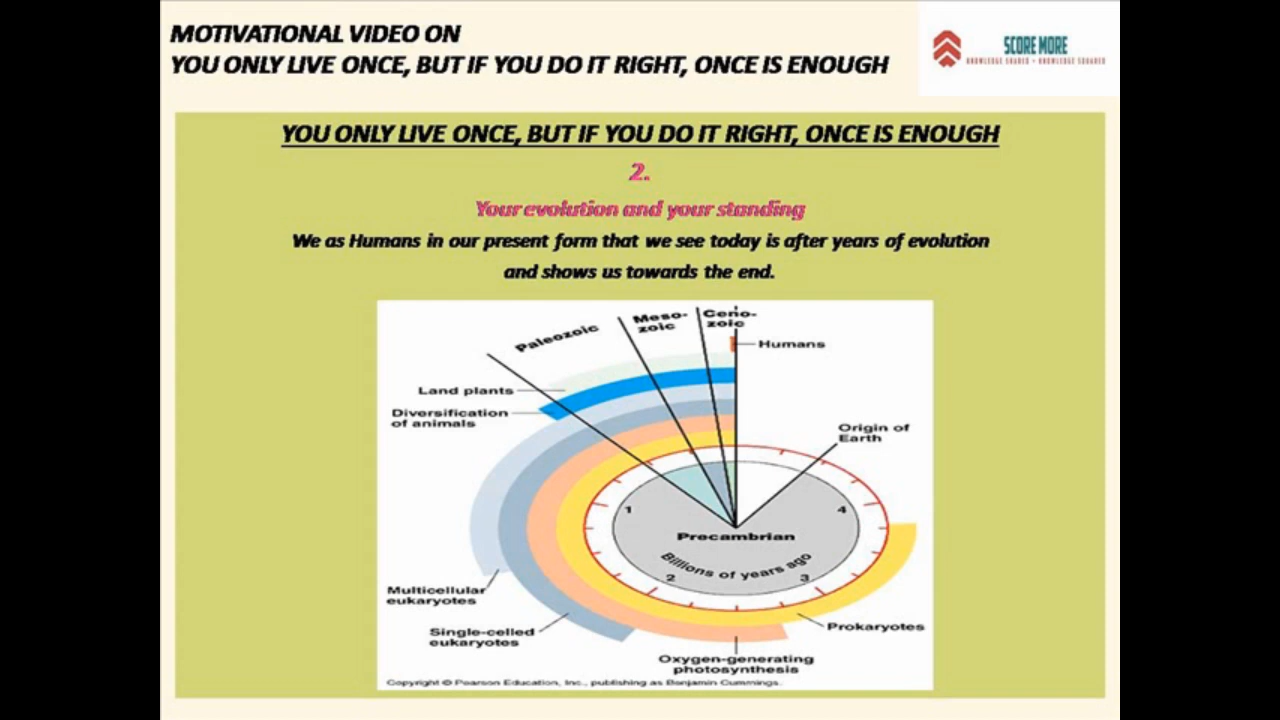 MOTIVATIONAL VIDEO ON
YOU ONLY LIVE ONCE, BUT IF YOU DO IT RIGHT, ONCE IS ENOUGH
SCORE MORE
KNOWLEDGE SHARED = KNOWLEDGE SQUARED
YOU ONLY LIVE ONCE, BUT IF YOU DO IT RIGHT, ONCE IS ENOUGH
2.
Your evolution and your standing
We as Humans in our present form that we see today is after years of evolution
and shows us towards the end.
Paleozoic
Meso-
zoic
Ceno-
zoic
Humans
Land plants
Diversification
of animals
Origin of
Earth
1
4
Precambrian
Billions of years ago
2
3
Multicellular
eukaryotes
Single-celled
eukaryotes
Prokaryotes
Oxygen-generating
photosynthesis
Copyright © Pearson Education, Inc., publishing as Benjamin Cummings.